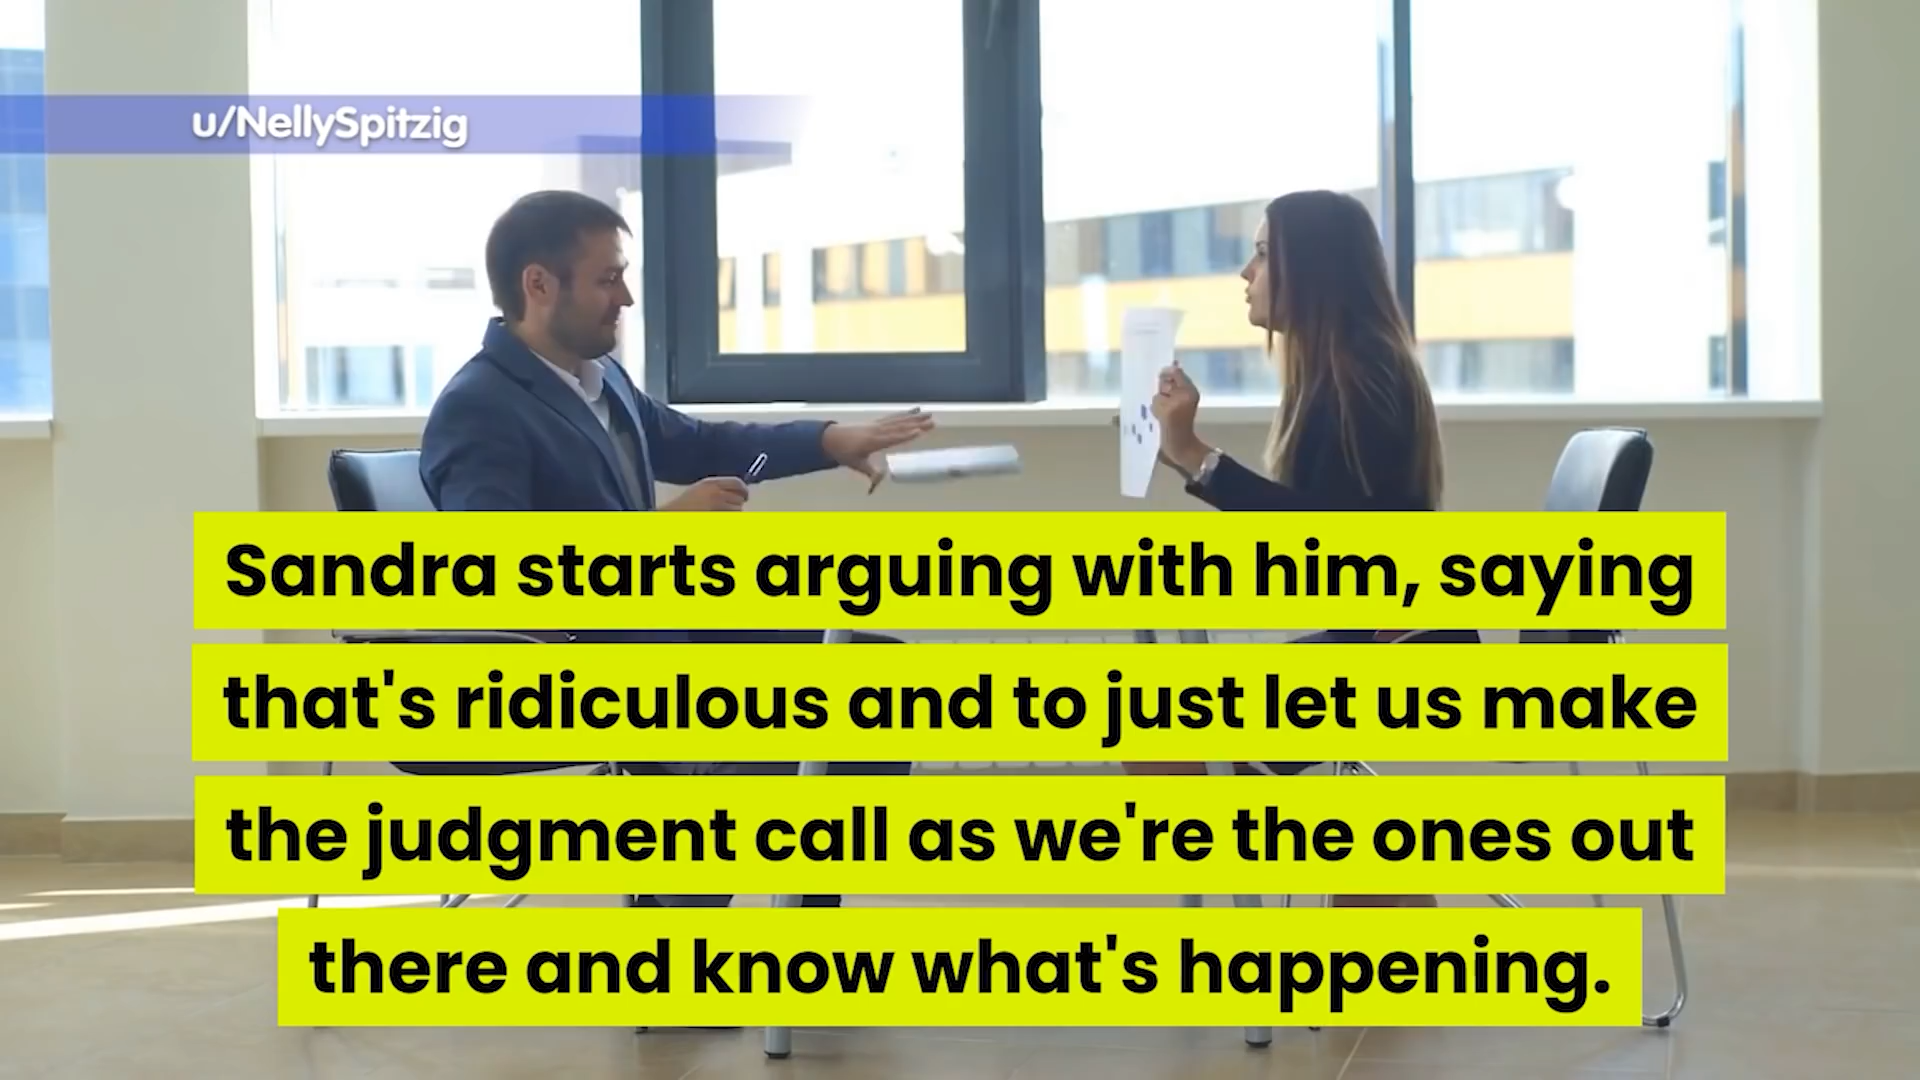 u/NellySpitzig
Sandra starts arguing with him, saying
that's ridiculous and to just let us make
the judgment call as we're the ones out
there and know what's happening.